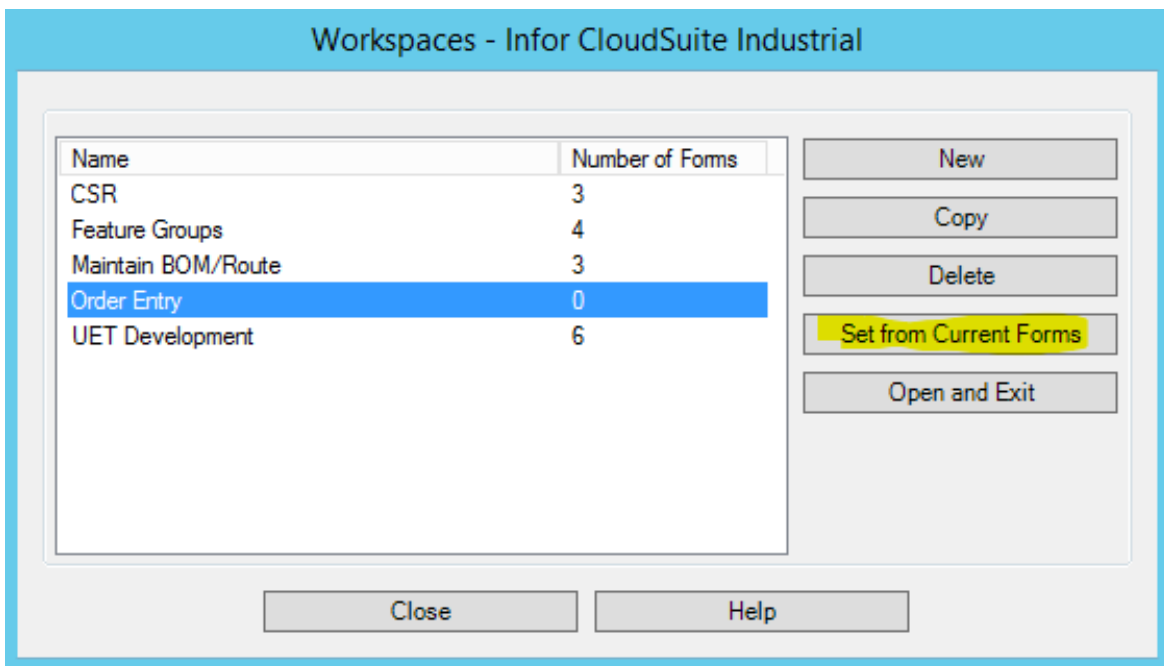 Workspaces - Infor CloudSuite Industrial
Name Number of Forms
CSR 3
Feature Groups 4
Maintain BOM/Route 3
Order Entry 0
UET Development 6
New
Copy
Delete
Set from Current Forms
Open and Exit
Close Help